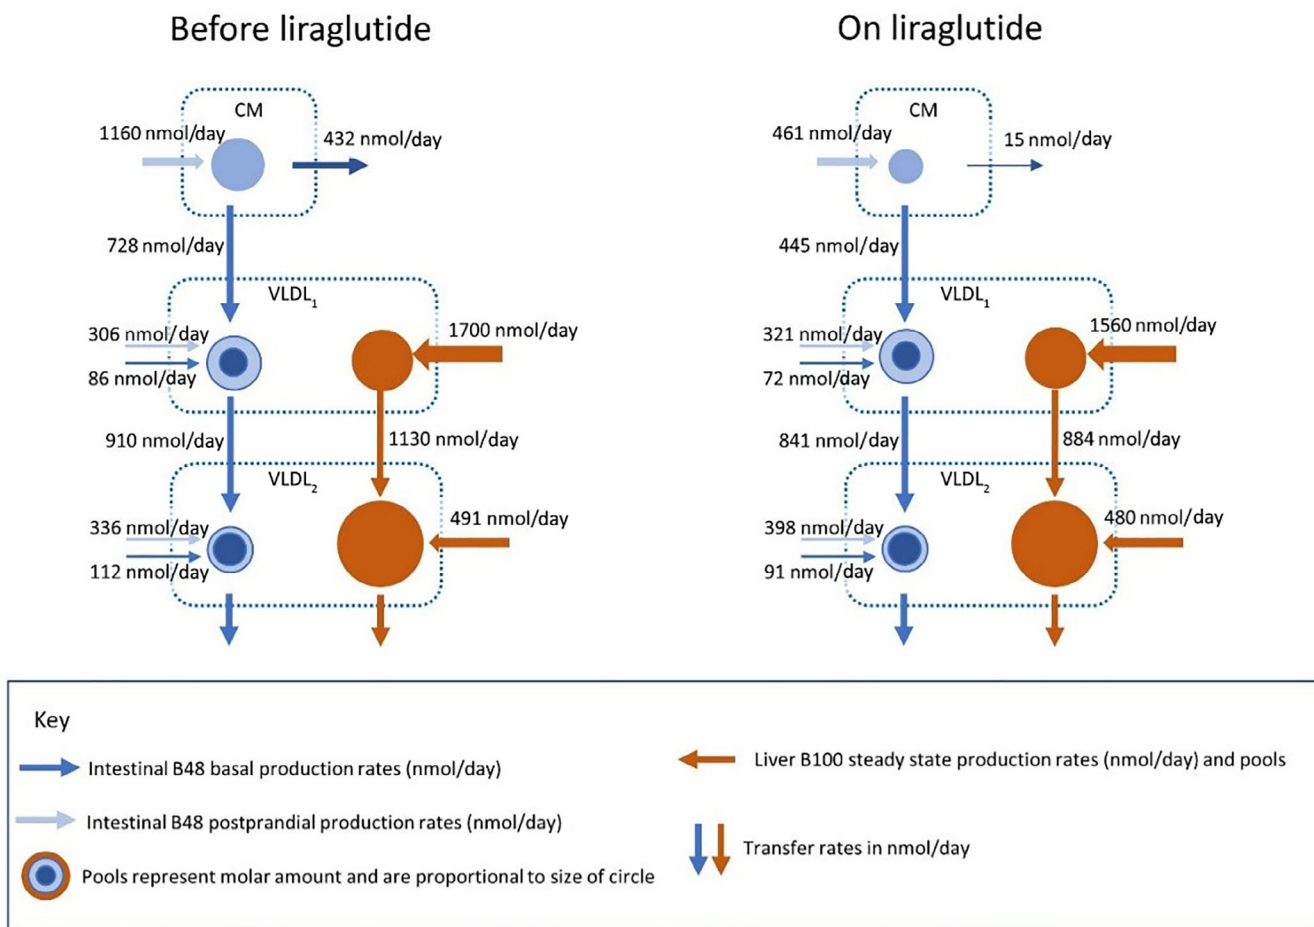 Before liraglutide
On liraglutide
CM
1160 nmol/day
432 nmol/day
728 nmol/day
VLDL1
306 nmol/day
86 nmol/day
1700 nmol/day
910 nmol/day
1130 nmol/day
VLDL2
336 nmol/day
112 nmol/day
491 nmol/day
CM
461 nmol/day
15 nmol/day
445 nmol/day
VLDL1
321 nmol/day
72 nmol/day
1560 nmol/day
841 nmol/day
884 nmol/day
VLDL2
398 nmol/day
91 nmol/day
480 nmol/day
Key
Intestinal B48 basal production rates (nmol/day)
Intestinal B48 postprandial production rates (nmol/day)
Pools represent molar amount and are proportional to size of circle
Liver B100 steady state production rates (nmol/day) and pools
Transfer rates in nmol/day